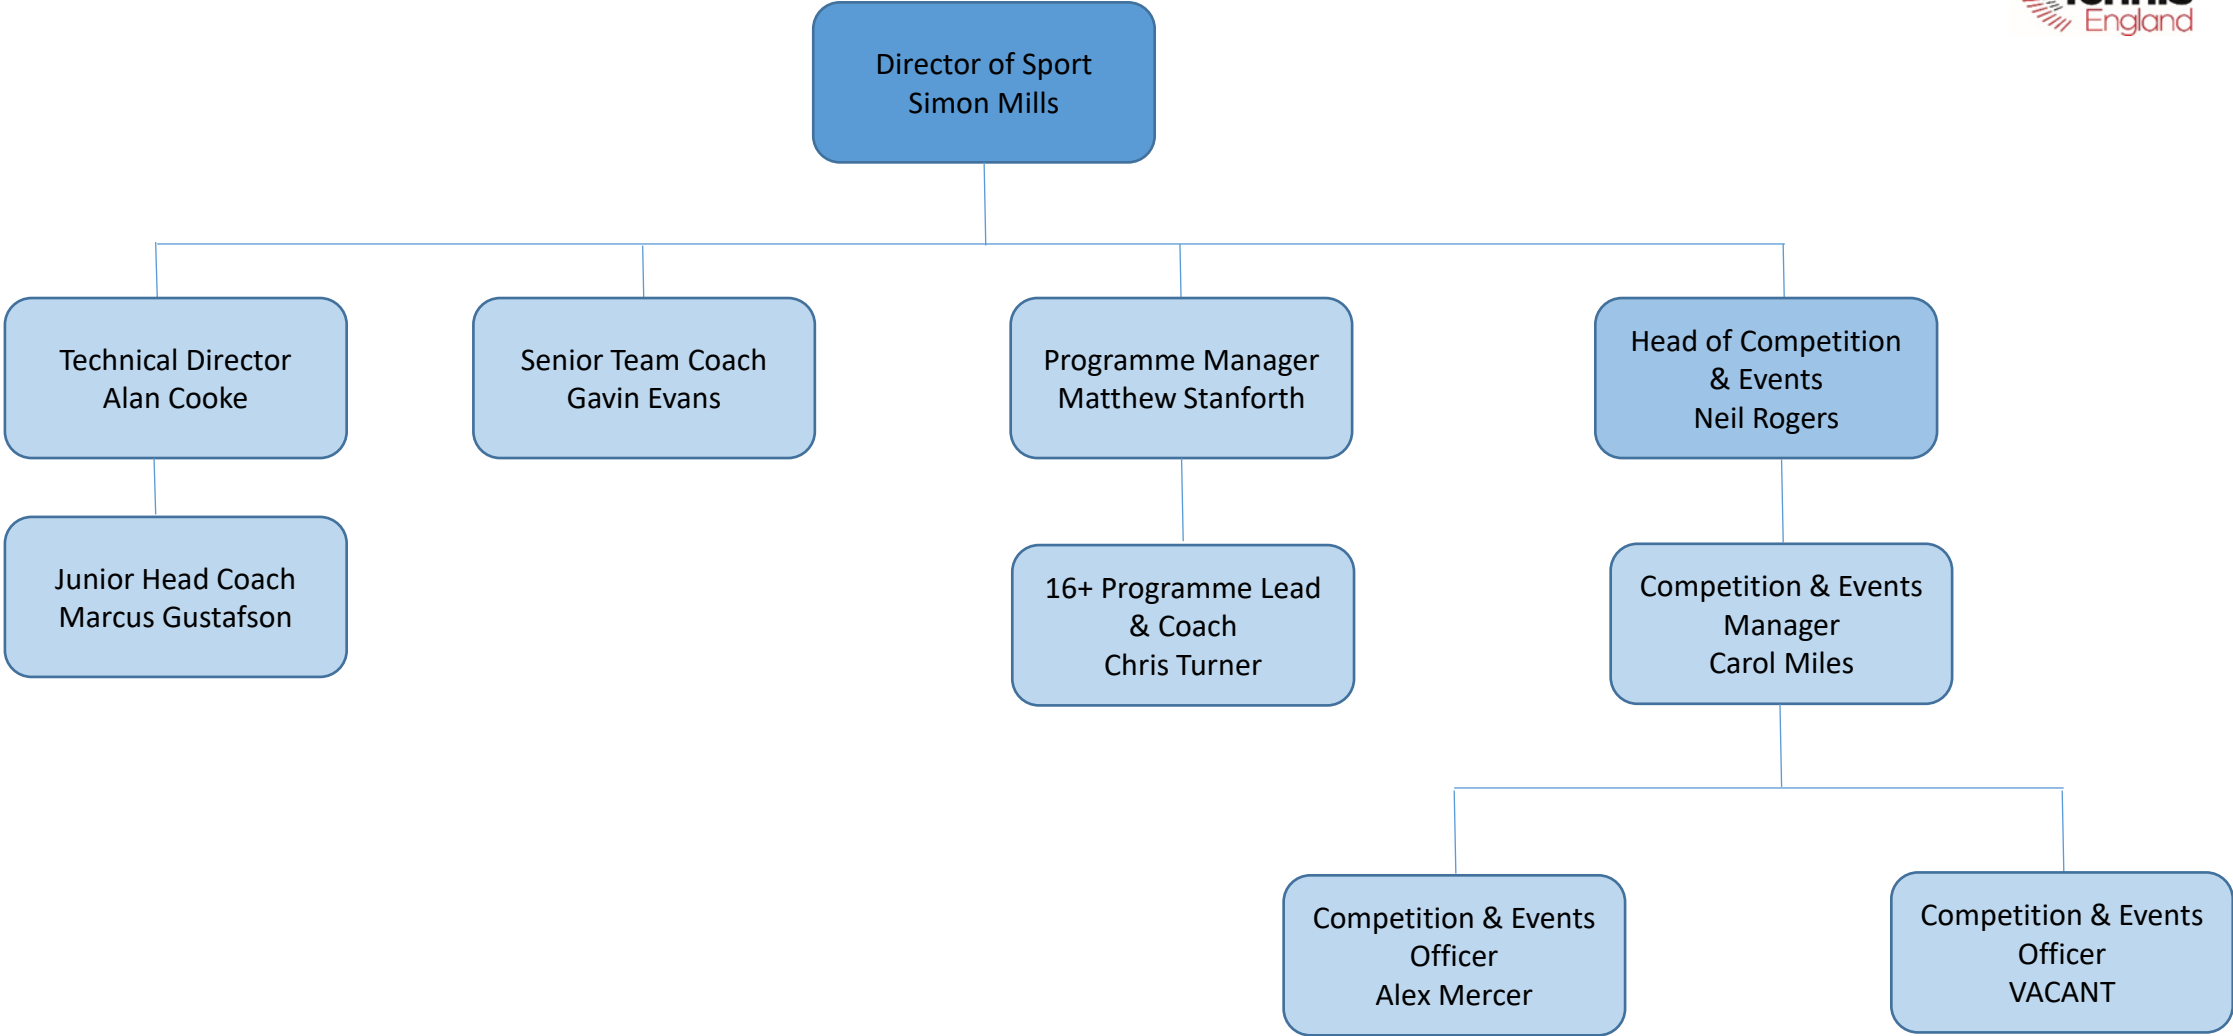 England
Director of Sport
Simon Mills
Technical Director
Alan Cooke
Senior Team Coach
Gavin Evans
Programme Manager
Matthew Stanforth
Head of Competition
& Events
Neil Rogers
Junior Head Coach
Marcus Gustafson
16+ Programme Lead
& Coach
Chris Turner
Competition & Events
Manager
Carol Miles
Competition & Events
Officer
Alex Mercer
Competition & Events
Officer
VACANT